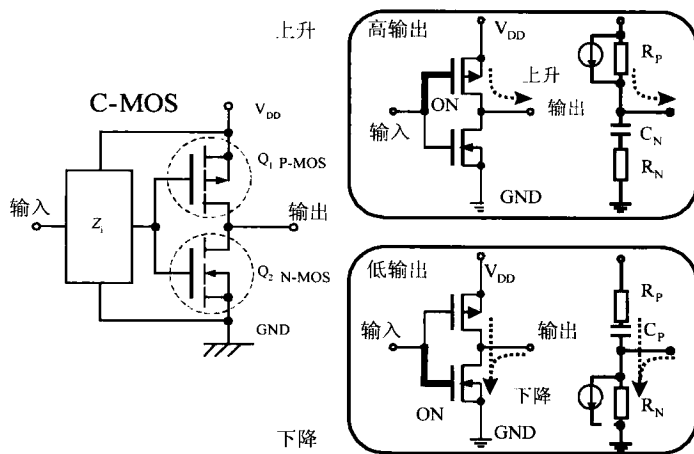 上升
C-MOS
V_DD
Q₁ P-MOS
输入
Z_i
输出
Q₂ N-MOS
GND
下降
高输出
V_DD
R_P
上升
ON
输入
输出
C_N
R_N
GND
低输出
V_DD
R_P
输入
输出
C_P
下降
R_N
ON
GND